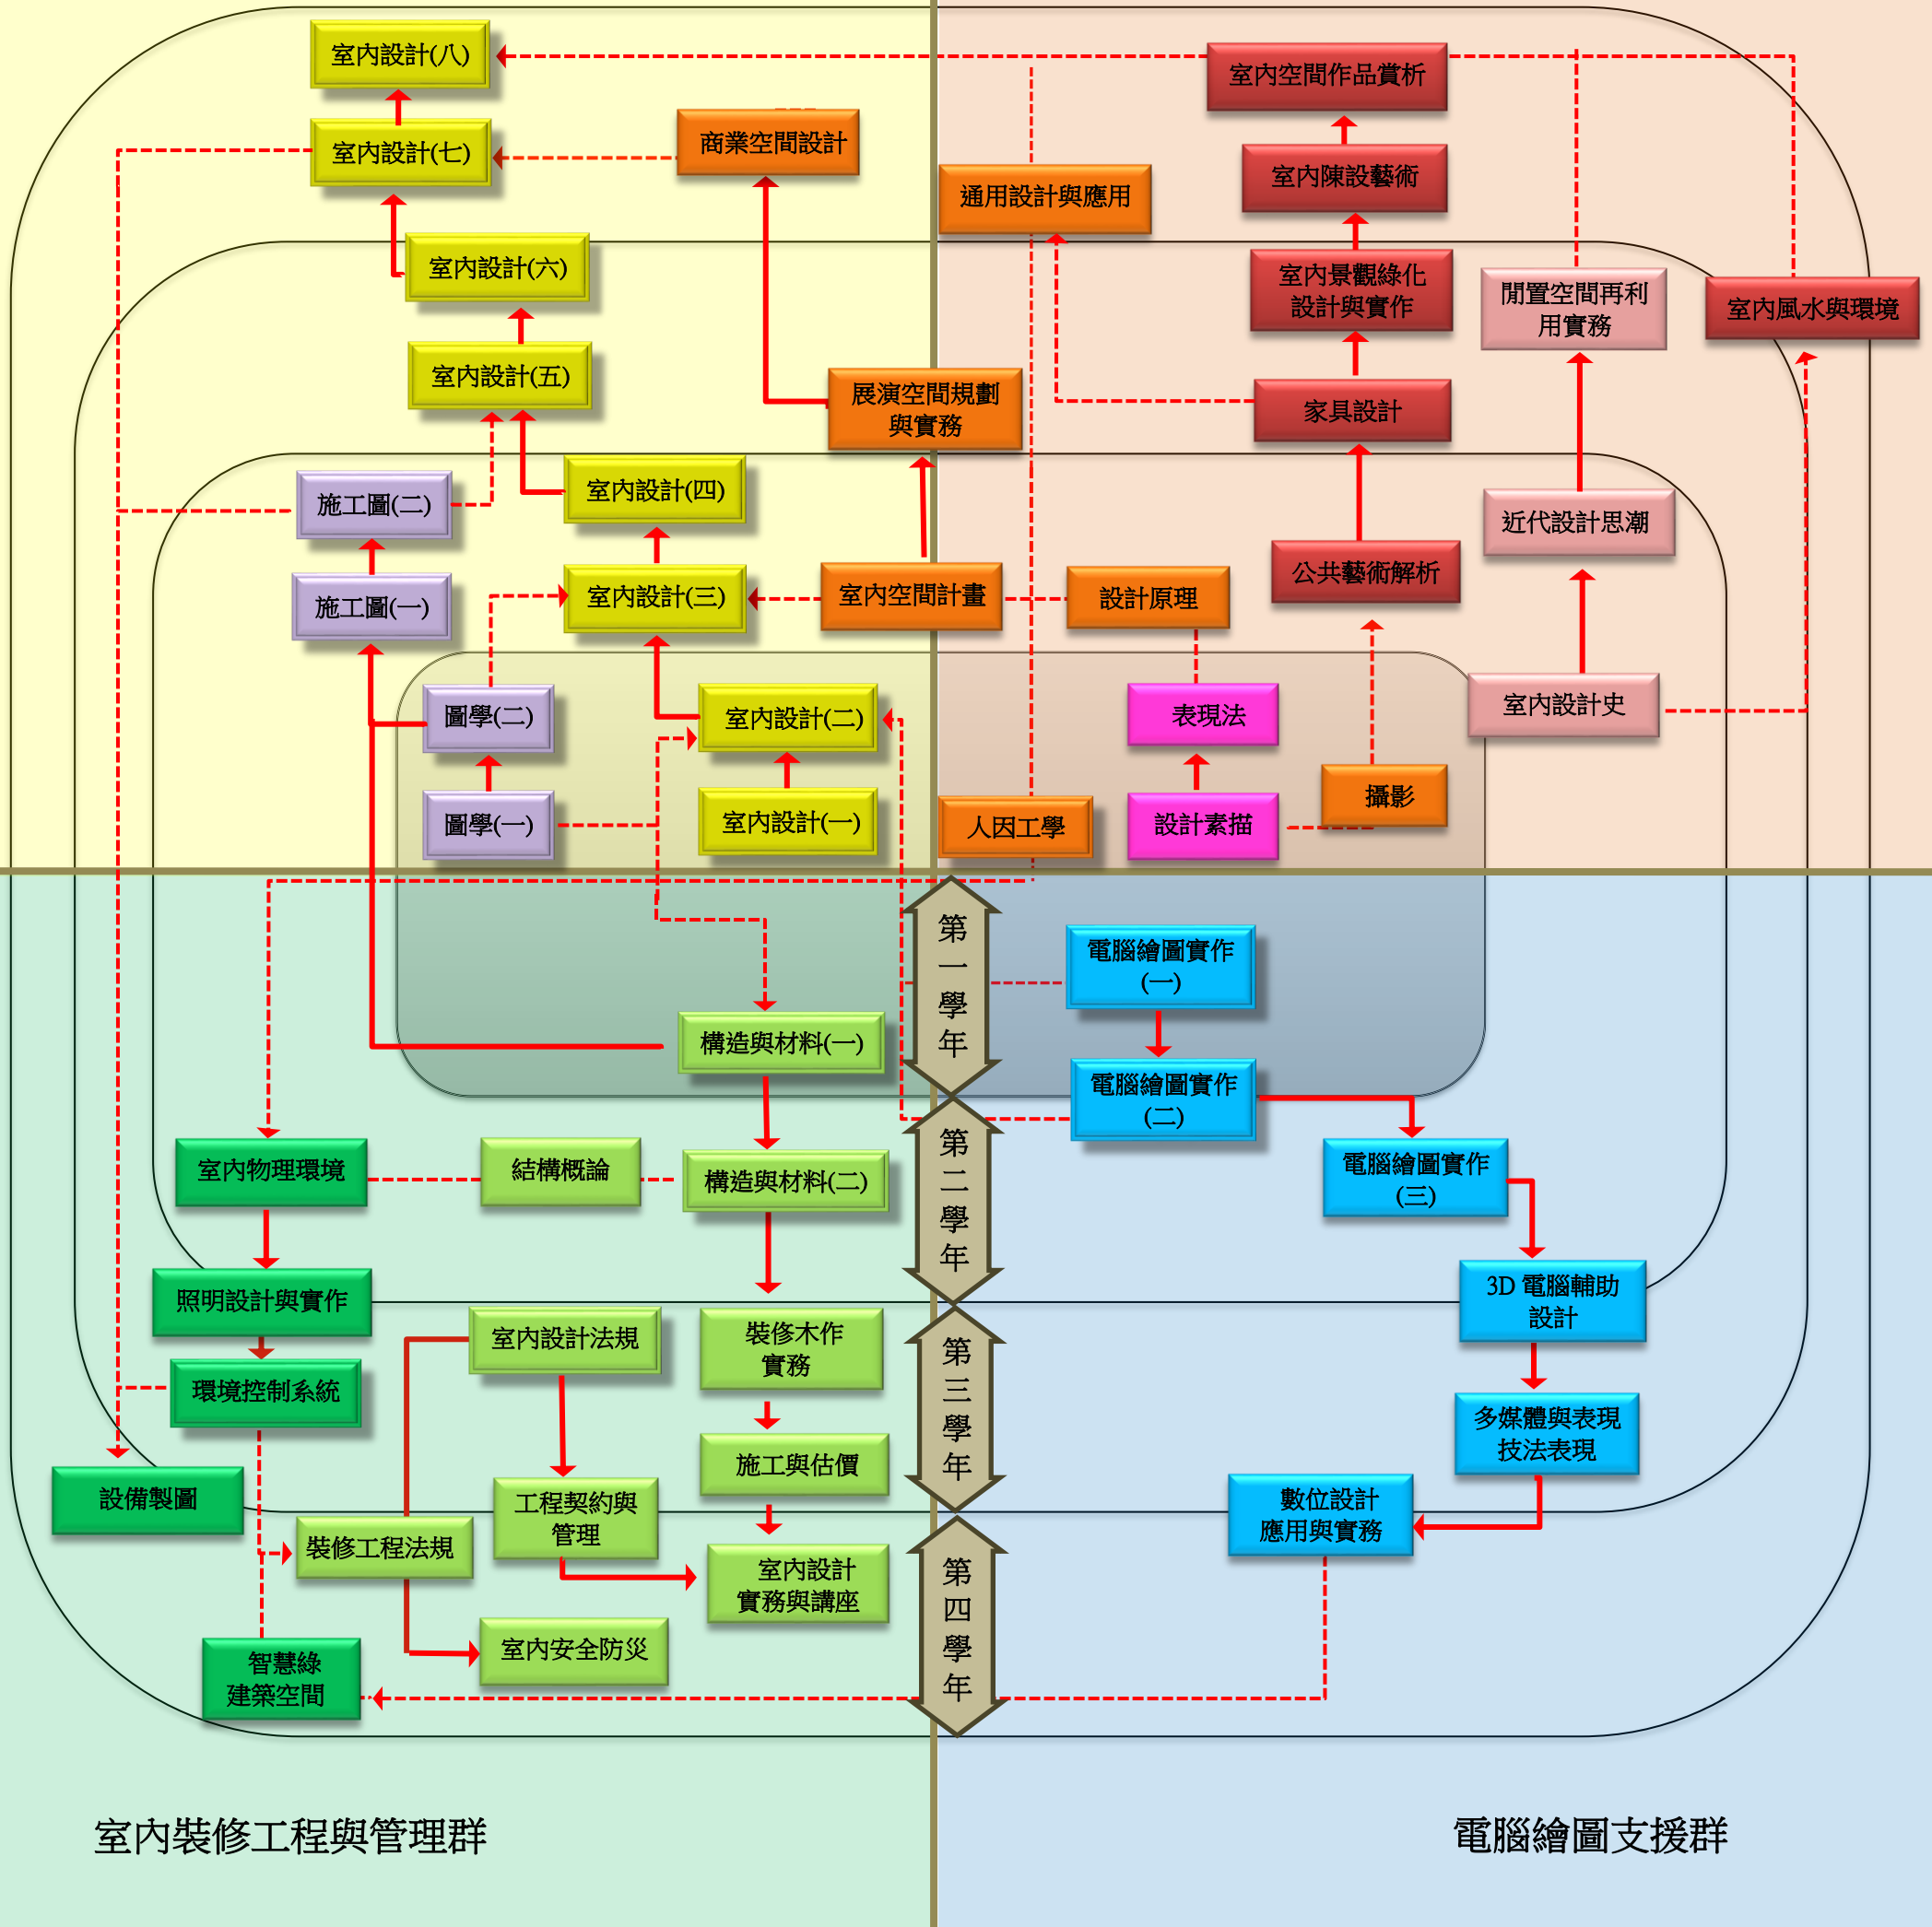 室內設計(八)
室內空間作品賞析
室內設計(七)
商業空間設計
室內陳設藝術
通用設計與應用
室內設計(六)
室內景觀綠化
設計與實作
閒置空間再利
用實務
室內風水與環境
室內設計(五)
展演空間規劃
與實務
家具設計
施工圖(二)
室內設計(四)
近代設計思潮
施工圖(一)
室內設計(三)
室內空間計畫
設計原理
公共藝術解析
圖學(二)
室內設計(二)
表現法
室內設計史
圖學(一)
室內設計(一)
人因工學
設計素描
攝影
第
一
學
年
電腦繪圖實作
(一)
構造與材料(一)
電腦繪圖實作
(二)
第
二
學
年
室內物理環境
結構概論
構造與材料(二)
電腦繪圖實作
(三)
照明設計與實作
3D 電腦輔助
設計
室內設計法規
裝修木作
實務
第
三
學
年
環境控制系統
多媒體與表現
技法表現
施工與估價
設備製圖
工程契約與
管理
數位設計
應用與實務
裝修工程法規
室內設計
實務與講座
第
四
學
年
室內安全防災
智慧綠
建築空間
室內裝修工程與管理群
電腦繪圖支援群